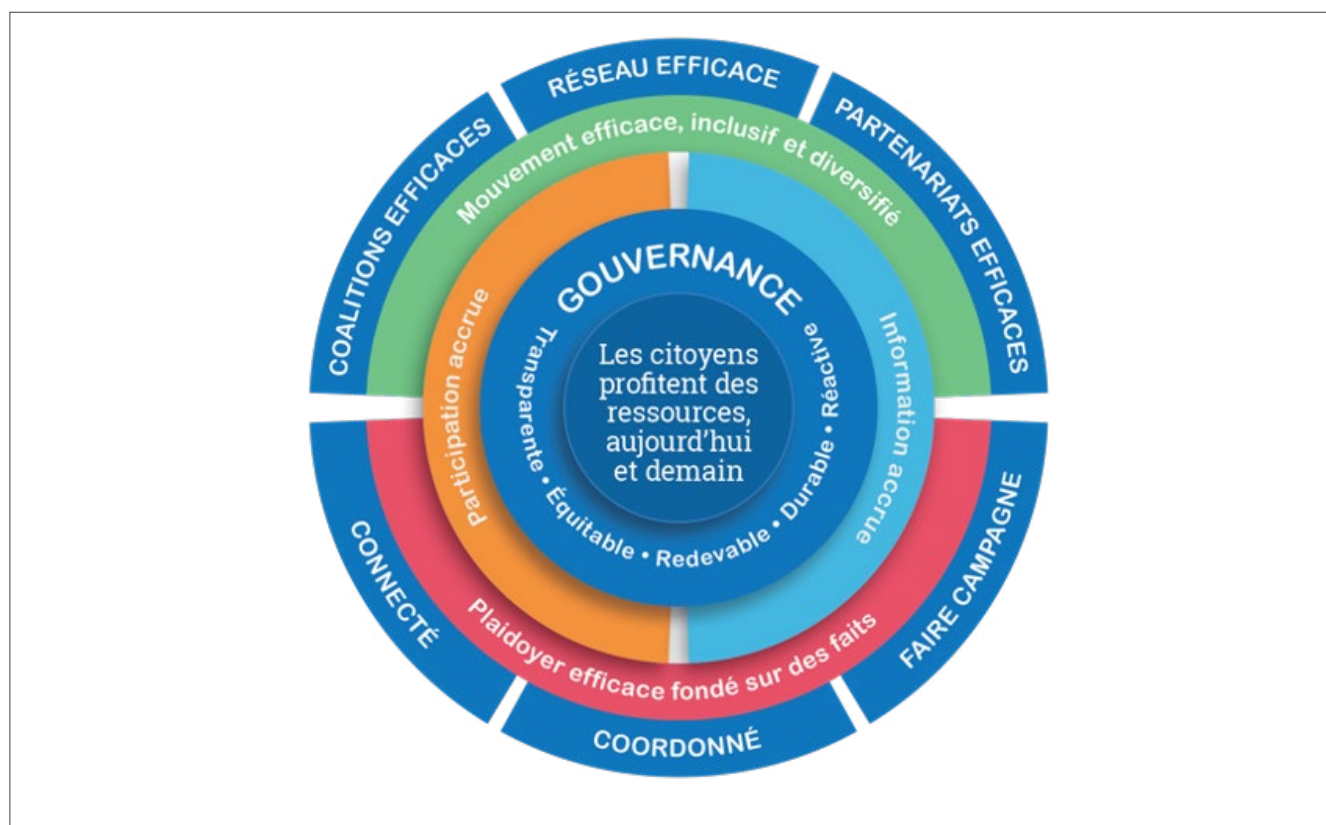 RÉSEAU EFFICACE
COALITIONS EFFICACES
PARTENARIATS EFFICACES
Mouvement efficace, inclusif et diversifié
Participation accrue
Information accrue
GOUVERNANCE
Transparente • Équitable • Redevable • Durable • Réactive
Les citoyens
profitent des
ressources,
aujourd'hui
et demain
Plaidoyer efficace fondé sur des faits
CONNECTÉ
COORDONNÉ
FAIRE CAMPAGNE